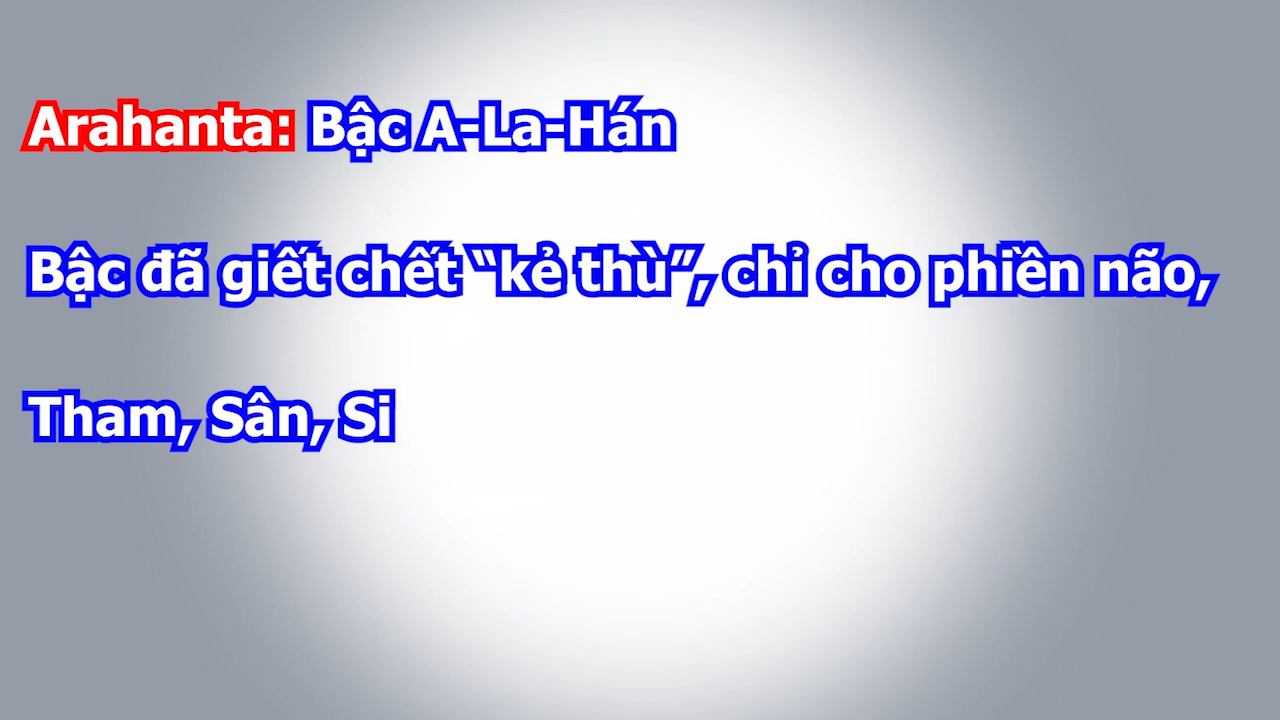 Arahanta: Bậc A-La-Hán
Bậc đã giết chết “kẻ thù”, chỉ cho phiền não,
Tham, Sân, Si